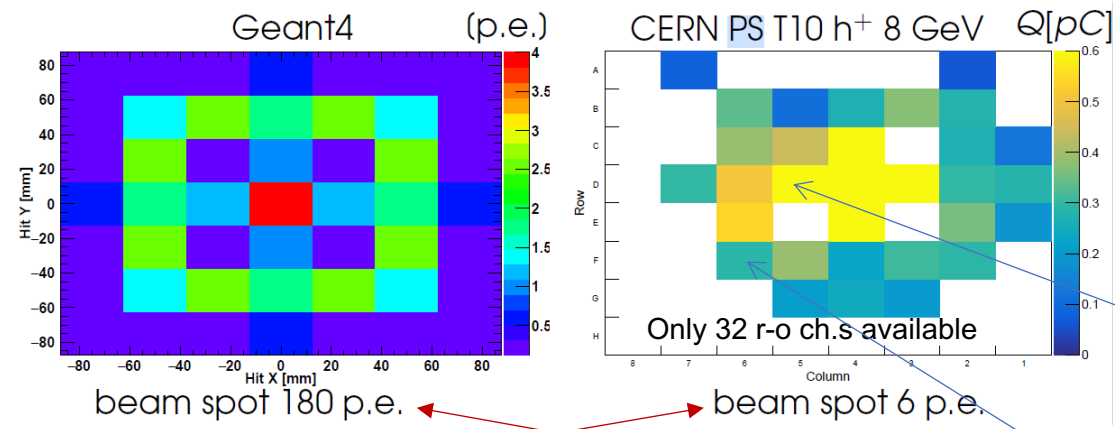 Geant4
(p.e.)
80
60
40
20
0
−20
−40
−60
−80
Hit Y [mm]
−80 −60 −40 −20 0 20 40 60 80
Hit X [mm]
4
3.5
3
2.5
2
1.5
1
0.5
beam spot 180 p.e.
CERN PS T10 h⁺ 8 GeV
Q[pC]
A
B
C
D
E
F
G
H
Row
Only 32 r-o ch.s available
8 7 6 5 4 3 2 1
Column
0.6
0.5
0.4
0.3
0.2
0.1
0
beam spot 6 p.e.